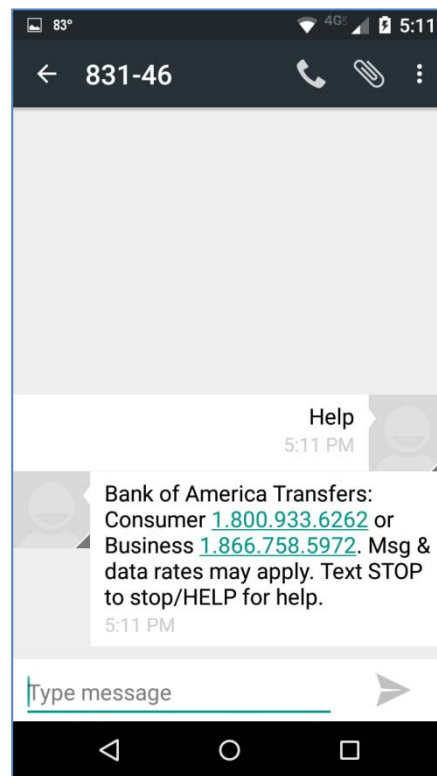 83° 4G 5:11
831-46
Help
5:11 PM
Bank of America Transfers:
Consumer 1.800.933.6262 or
Business 1.866.758.5972. Msg &
data rates may apply. Text STOP
to stop/HELP for help.
5:11 PM
Type message